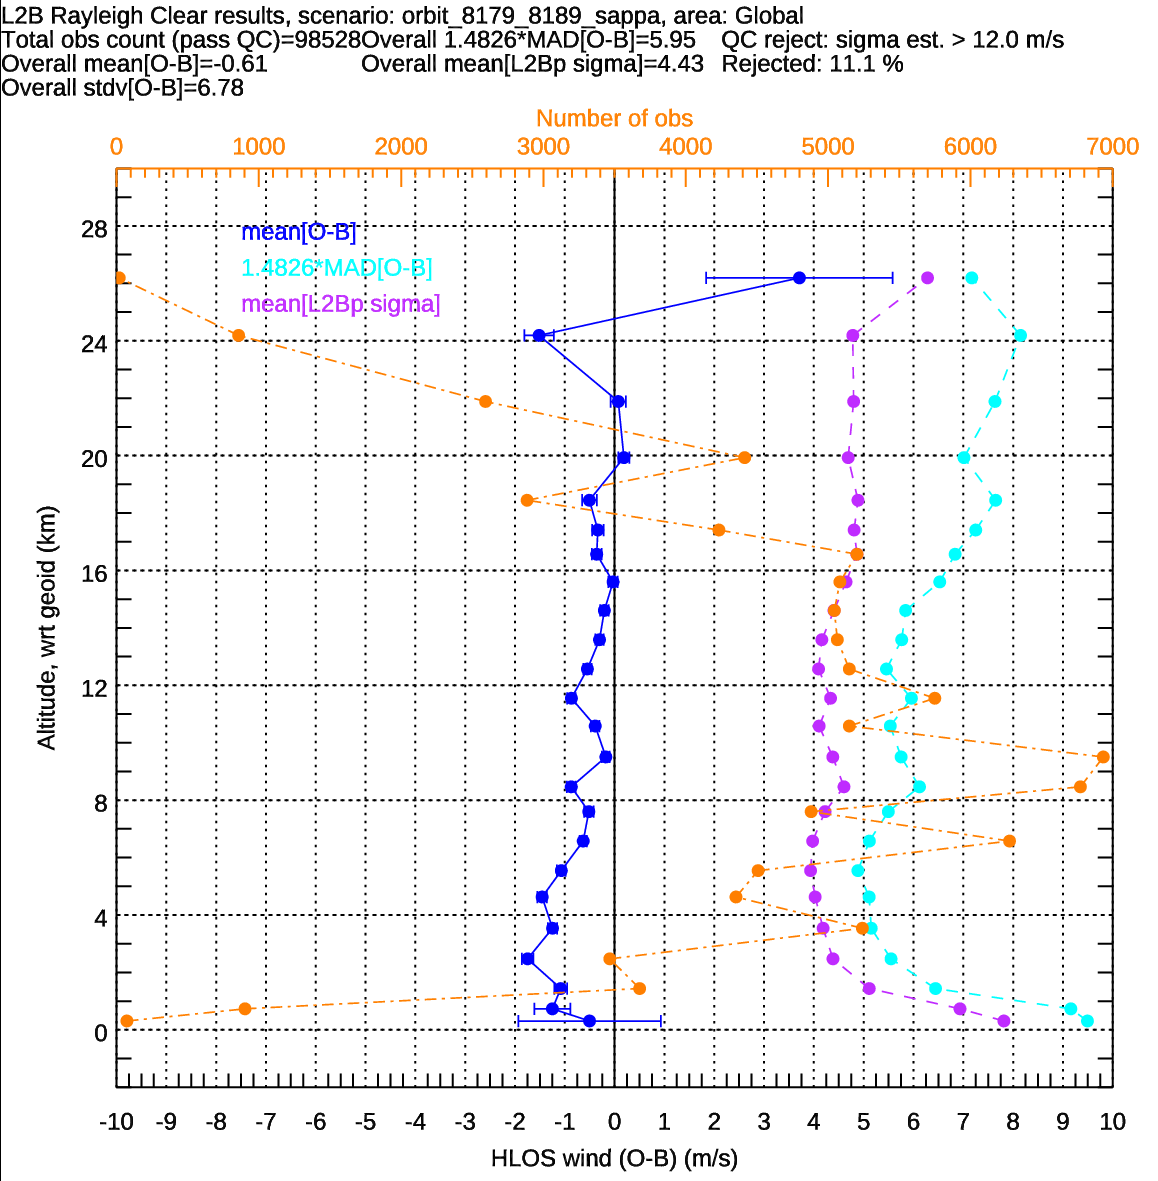 L2B Rayleigh Clear results, scenario: orbit_8179_8189_sappa, area: Global
Total obs count (pass QC)=98528Overall 1.4826*MAD[O-B]=5.95 QC reject: sigma est. > 12.0 m/s
Overall mean[O-B]=-0.61 Overall mean[L2Bp sigma]=4.43 Rejected: 11.1 %
Overall stdv[O-B]=6.78
Number of obs
0 1000 2000 3000 4000 5000 6000 7000
28
mean[O-B]
1.4826*MAD[O-B]
mean[L2Bp sigma]
24
20
16
12
8
4
0
Altitude, wrt geoid (km)
-10 -9 -8 -7 -6 -5 -4 -3 -2 -1 0 1 2 3 4 5 6 7 8 9 10
HLOS wind (O-B) (m/s)